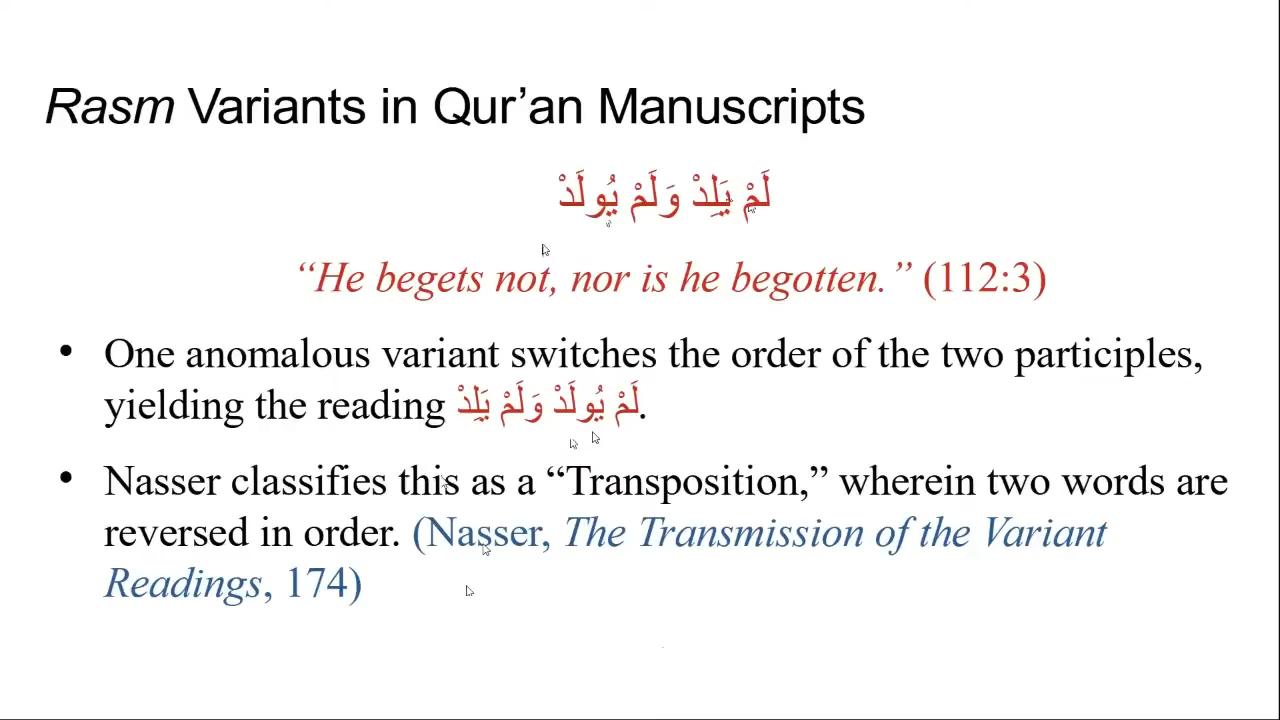 Rasm Variants in Qur’an Manuscripts
لَمْ يَلِدْ وَلَمْ يُولَدْ
“He begets not, nor is he begotten.” (112:3)
• One anomalous variant switches the order of the two participles,
yielding the reading لَمْ يُولَدْ وَلَمْ يَلِدْ.
• Nasser classifies this as a “Transposition,” wherein two words are
reversed in order. (Nasser, The Transmission of the Variant
Readings, 174)